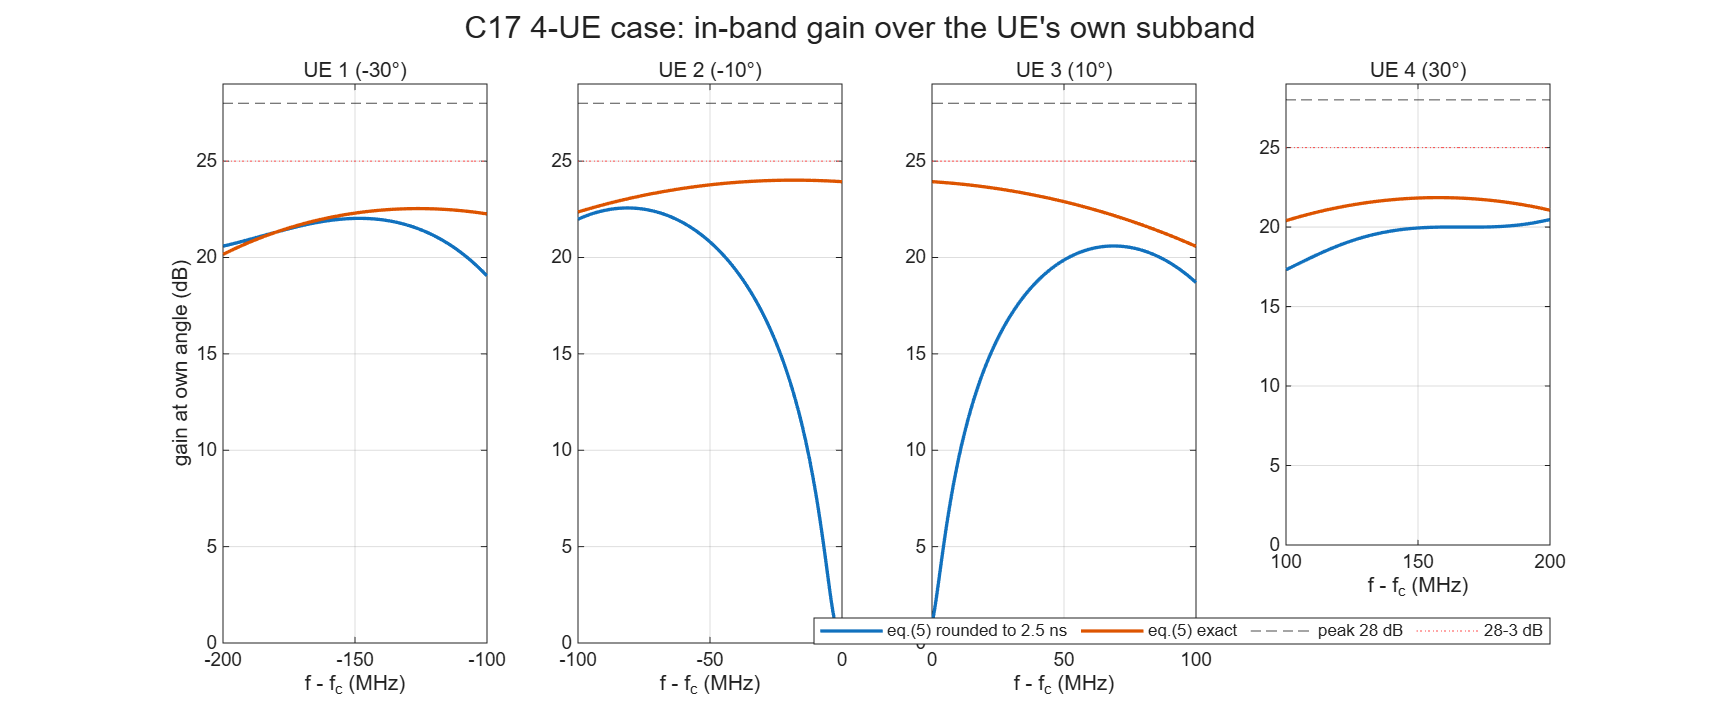 C17 4-UE case: in-band gain over the UE's own subband
UE 1 (-30°)
UE 2 (-10°)
UE 3 (10°)
UE 4 (30°)
gain at own angle (dB)
25
20
15
10
5
0
-200
-150
-100
f - fc (MHz)
25
20
15
10
5
0
-100
-50
0
f - fc (MHz)
25
20
15
10
5
0
0
50
100
f - fc (MHz)
25
20
15
10
5
0
100
150
200
f - fc (MHz)
eq.(5) rounded to 2.5 ns
eq.(5) exact
peak 28 dB
28-3 dB